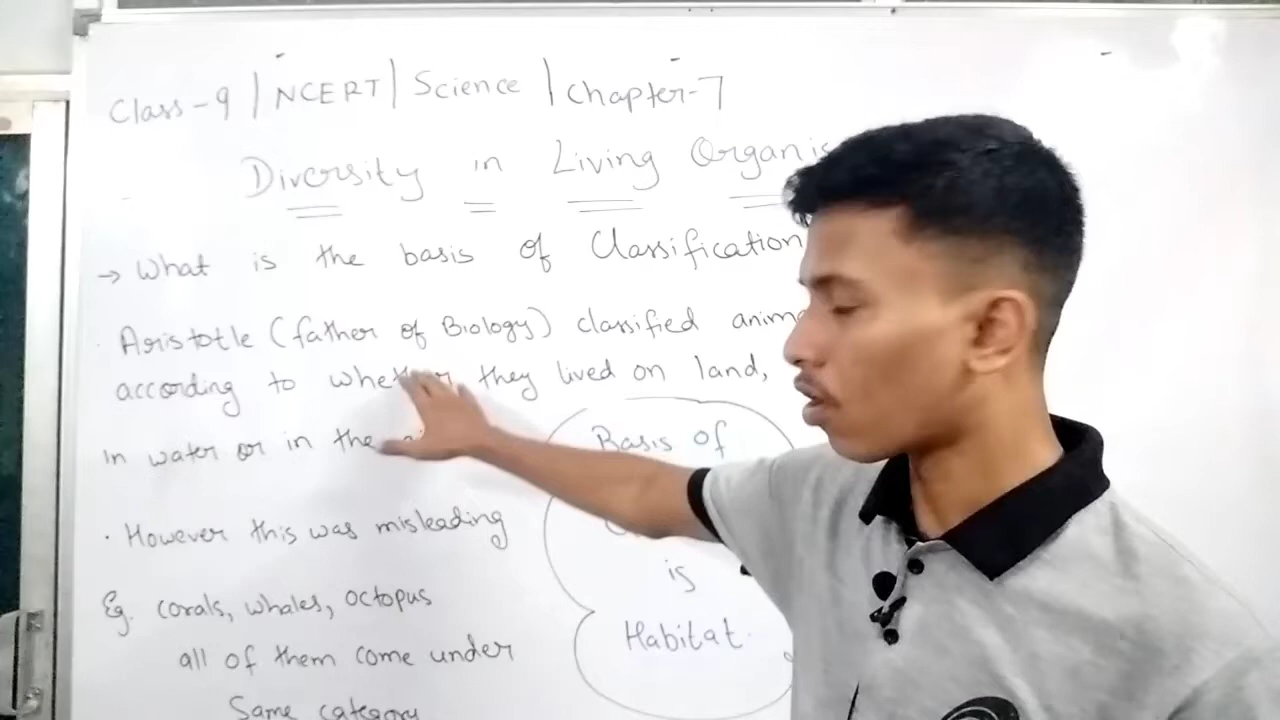 Class-9 | NCERT | Science | Chapter-7
Diversity in Living
→ What is the basis of Classification
· Aristotle (father of Biology) classified
according to whether they lived on land,
in water or in the
· However this was misleading
Eg. corals, whales, octopus
all of them come under
Same category
Basis of
is
Habitat.